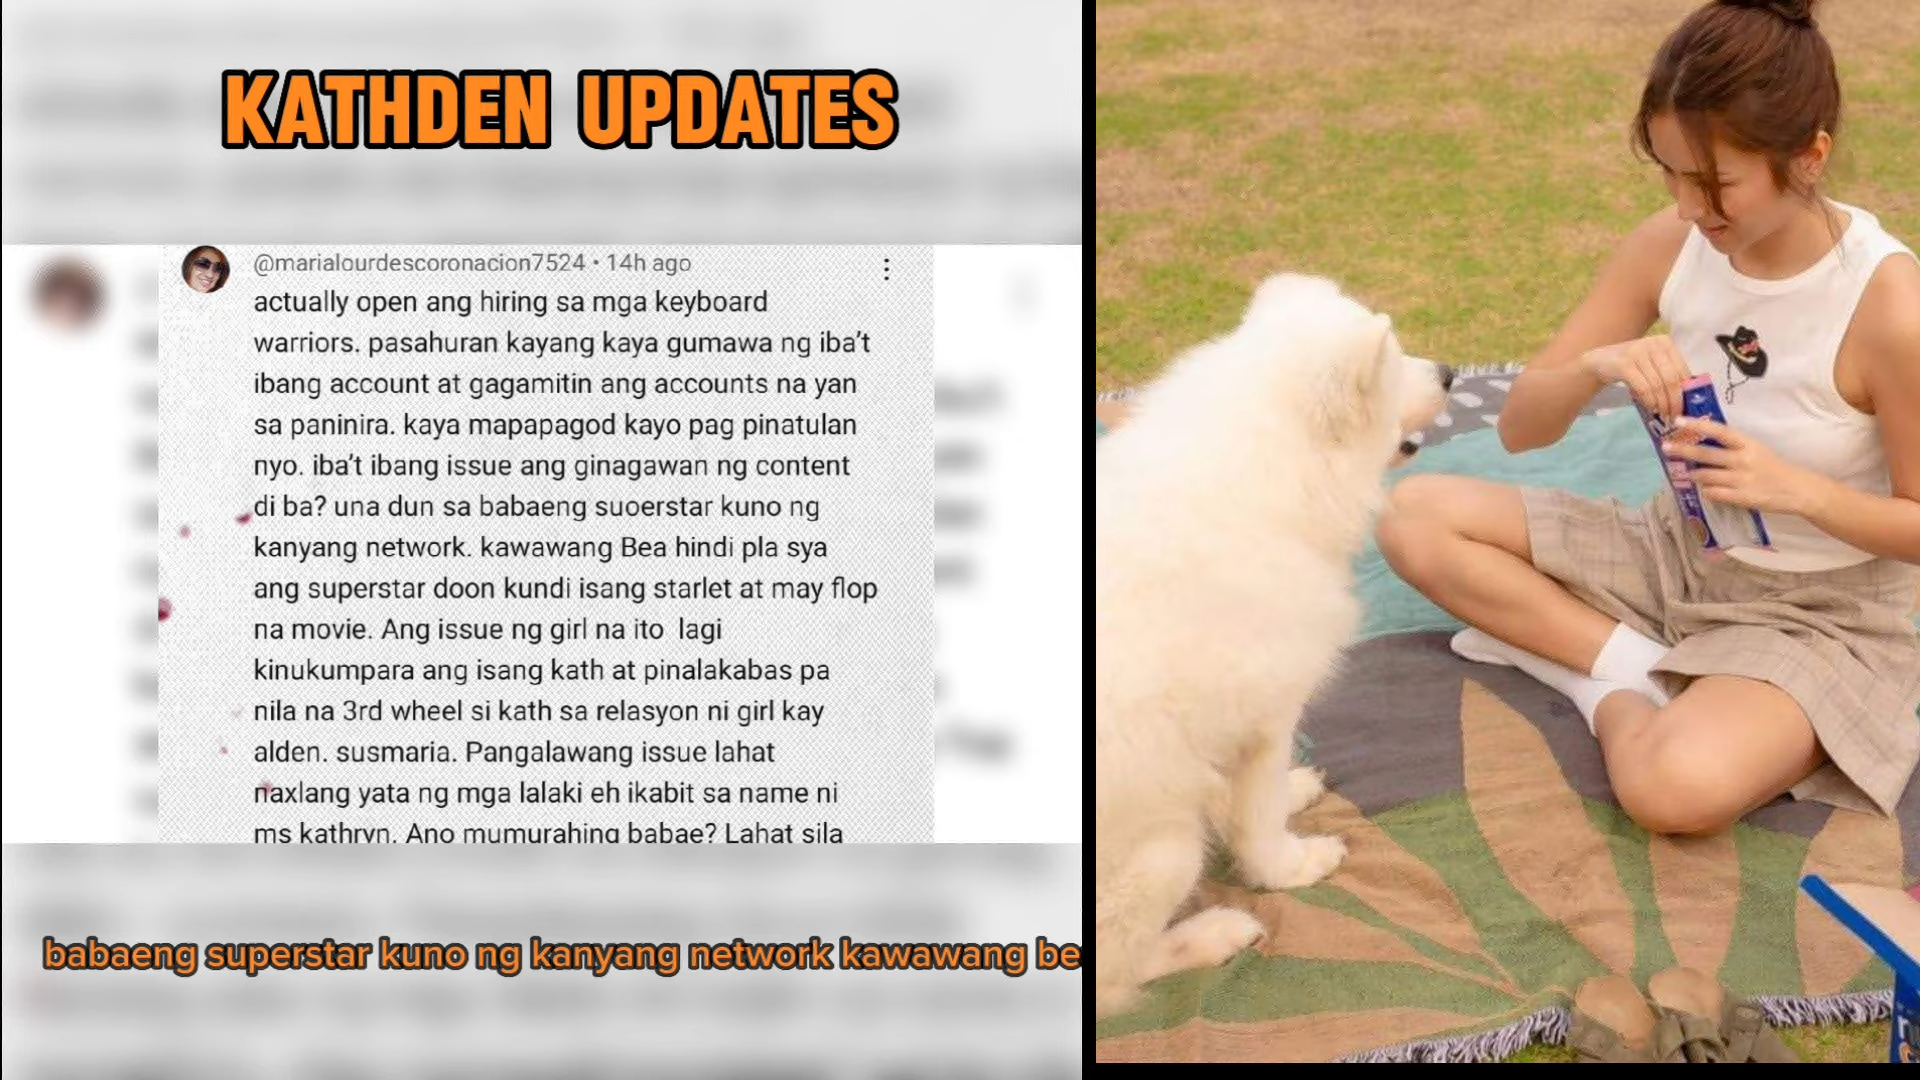 KATHDEN UPDATES
@marialourdescoronacion7524 • 14h ago
actually open ang hiring sa mga keyboard
warriors. pasahuran kayang kaya gumawa ng iba't
ibang account at gagamitin ang accounts na yan
sa paninira. kaya mapapagod kayo pag pinatulan
nyo. iba't ibang issue ang ginagawan ng content
di ba? una dun sa babaeng suoerstar kuno ng
kanyang network. kawawang Bea hindi pla sya
ang superstar doon kundi isang starlet at may flop
na movie. Ang issue ng girl na ito lagi
kinukumpara ang isang kath at pinalakabas pa
nila na 3rd wheel si kath sa relasyon ni girl kay
alden. susmaria. Pangalawang issue lahat
naxlang yata ng mga lalaki eh ikabit sa name ni
ms kathryn. Ano mumurahing babae? Lahat sila
babaeng superstar kuno ng kanyang network kawawang be